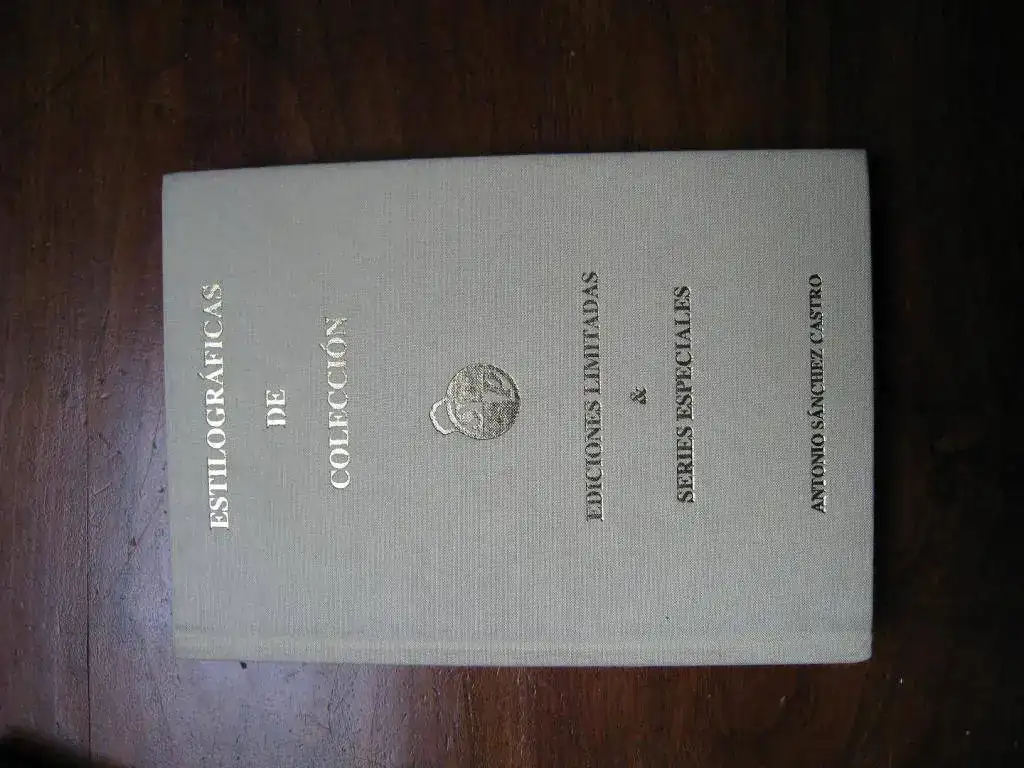 ESTILOGRÁFICAS
DE
COLECCIÓN
EDICIONES LIMITADAS
&
SERIES ESPECIALES
ANTONIO SÁNCHEZ CASTRO